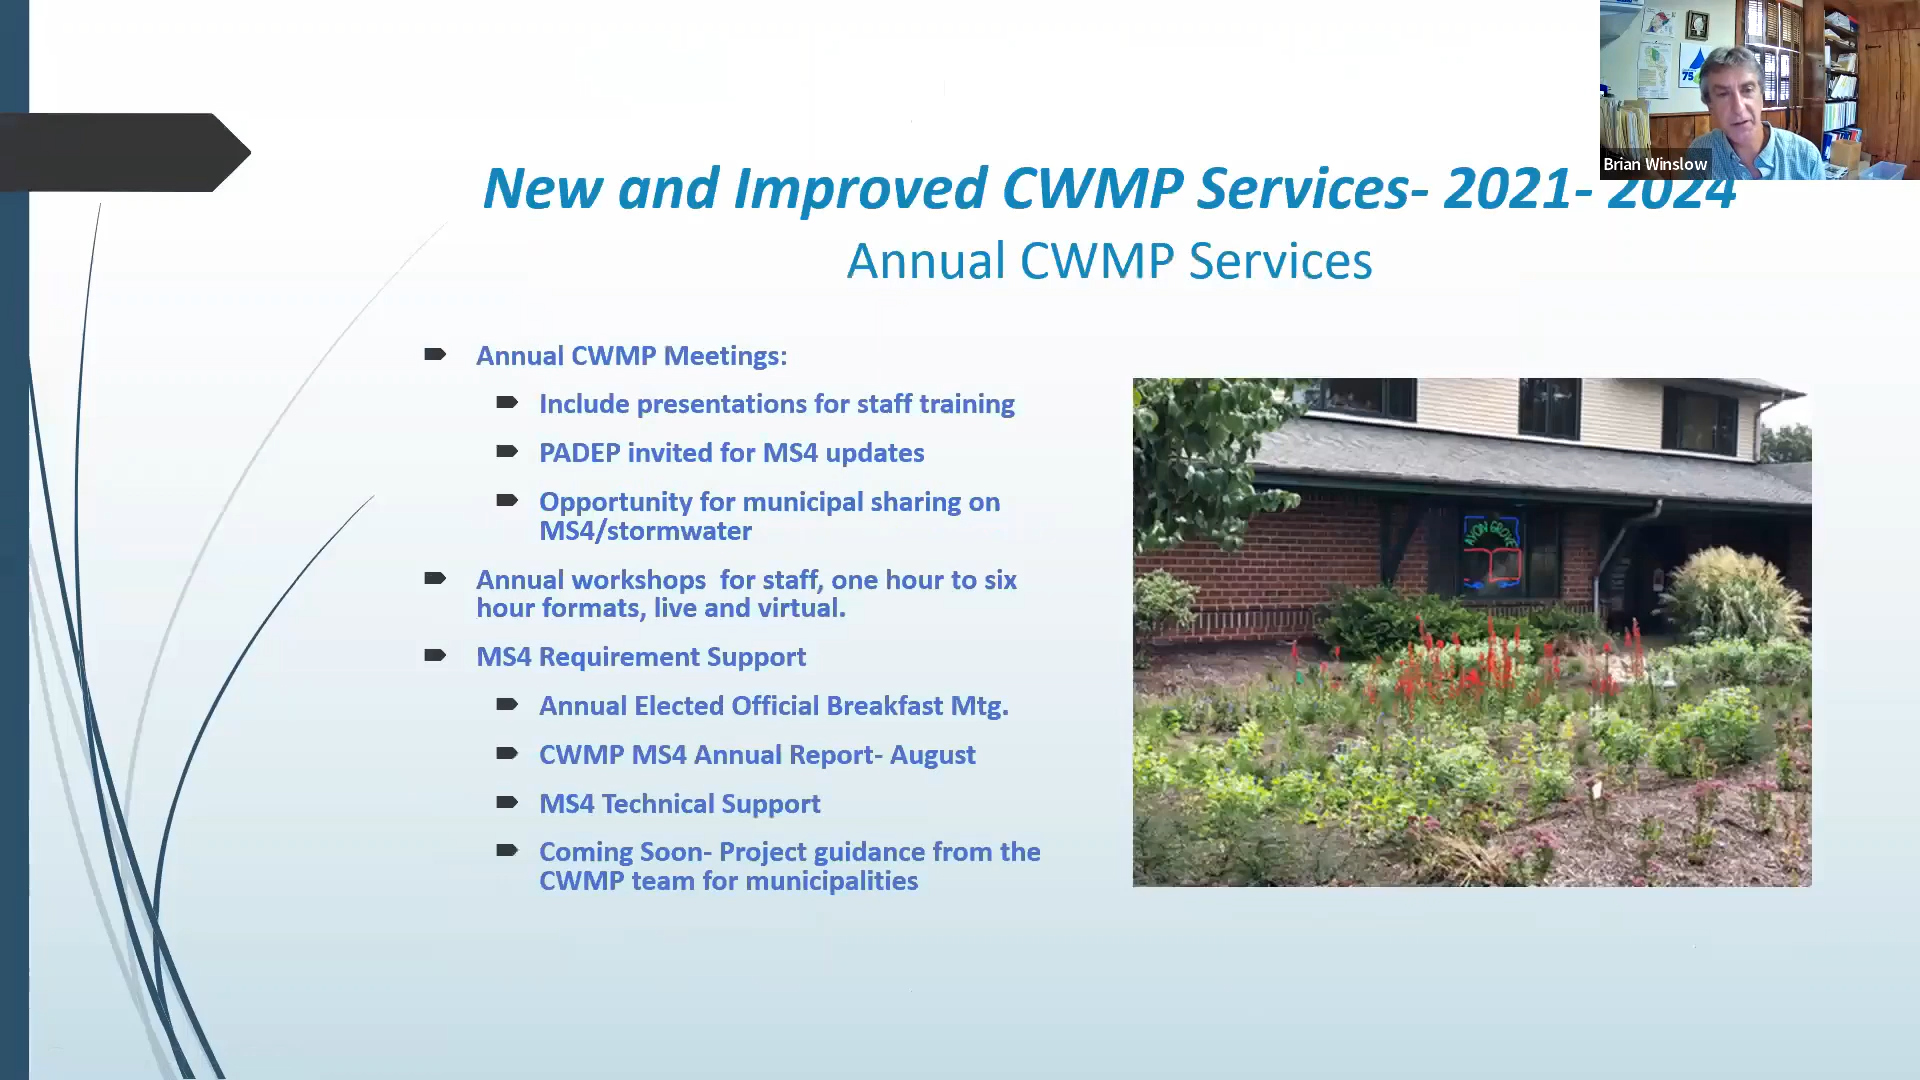 75
Brian Winslow
New and Improved CWMP Services- 2021- 2024
Annual CWMP Services
Annual CWMP Meetings:
Include presentations for staff training
PADEP invited for MS4 updates
Opportunity for municipal sharing on
MS4/stormwater
Annual workshops  for staff, one hour to six
hour formats, live and virtual.
MS4 Requirement Support
Annual Elected Official Breakfast Mtg.
CWMP MS4 Annual Report- August
MS4 Technical Support
Coming Soon- Project guidance from the
CWMP team for municipalities
AVON GROVE